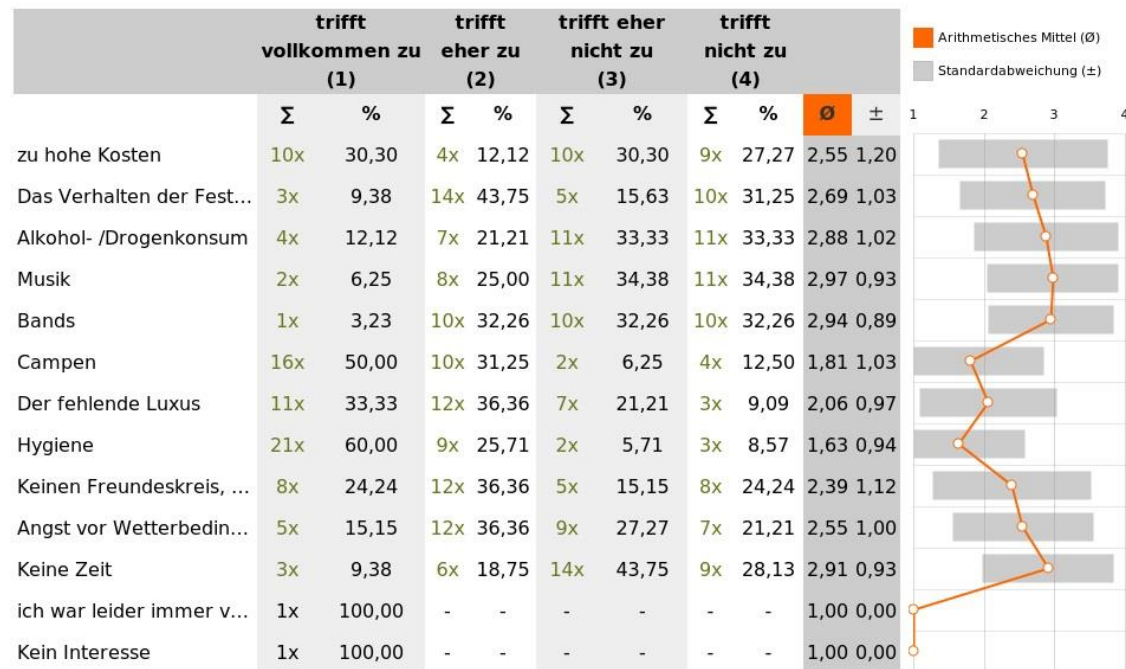 trifft vollkommen zu (1) trifft eher zu (2) trifft eher nicht zu (3) trifft nicht zu (4)
Arithmetisches Mittel (Ø)
Standardabweichung (±)
Σ % Σ % Σ % Σ % Ø ± 1 2 3 4
zu hohe Kosten 10x 30,30 4x 12,12 10x 30,30 9x 27,27 2,55 1,20
Das Verhalten der Fest... 3x 9,38 14x 43,75 5x 15,63 10x 31,25 2,69 1,03
Alkohol- /Drogenkonsum 4x 12,12 7x 21,21 11x 33,33 11x 33,33 2,88 1,02
Musik 2x 6,25 8x 25,00 11x 34,38 11x 34,38 2,97 0,93
Bands 1x 3,23 10x 32,26 10x 32,26 10x 32,26 2,94 0,89
Campen 16x 50,00 10x 31,25 2x 6,25 4x 12,50 1,81 1,03
Der fehlende Luxus 11x 33,33 12x 36,36 7x 21,21 3x 9,09 2,06 0,97
Hygiene 21x 60,00 9x 25,71 2x 5,71 3x 8,57 1,63 0,94
Keinen Freundeskreis, ... 8x 24,24 12x 36,36 5x 15,15 8x 24,24 2,39 1,12
Angst vor Wetterbedin... 5x 15,15 12x 36,36 9x 27,27 7x 21,21 2,55 1,00
Keine Zeit 3x 9,38 6x 18,75 14x 43,75 9x 28,13 2,91 0,93
ich war leider immer v... 1x 100,00 - - - - - - 1,00 0,00
Kein Interesse 1x 100,00 - - - - - - 1,00 0,00